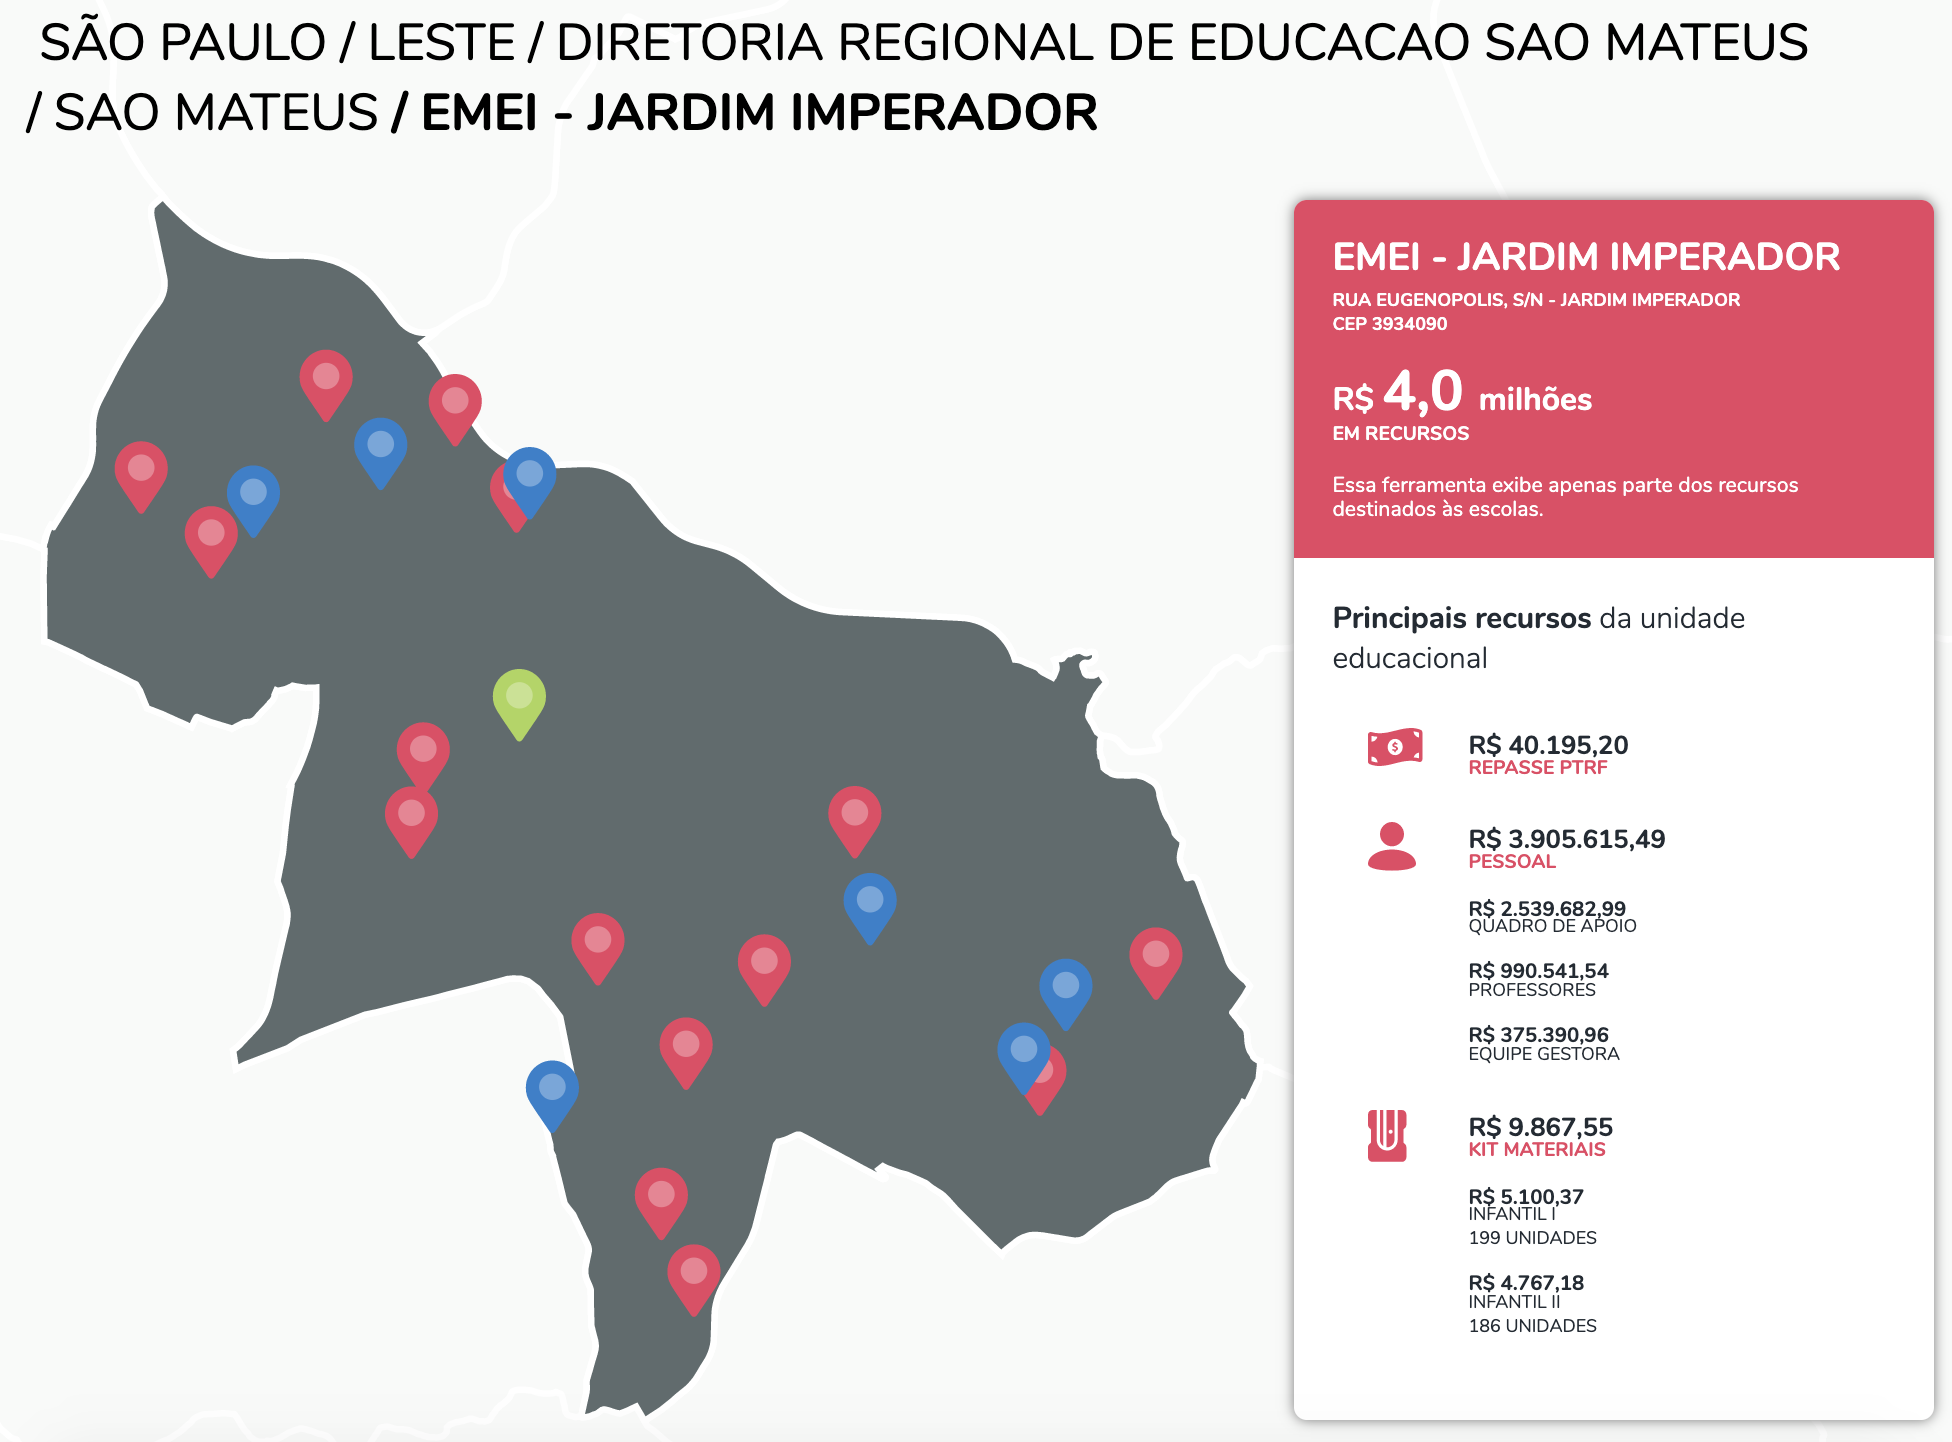 SÃO PAULO / LESTE / DIRETORIA REGIONAL DE EDUCACAO SAO MATEUS
/ SAO MATEUS / EMEI - JARDIM IMPERADOR
EMEI - JARDIM IMPERADOR
RUA EUGENOPOLIS, S/N - JARDIM IMPERADOR
CEP 3934090
R$ 4,0 milhões
EM RECURSOS
Essa ferramenta exibe apenas parte dos recursos
destinados às escolas.
Principais recursos da unidade
educacional
R$ 40.195,20
REPASSE PTRF
R$ 3.905.615,49
PESSOAL
R$ 2.539.682,99
QUADRO DE APOIO
R$ 990.541,54
PROFESSORES
R$ 375.390,96
EQUIPE GESTORA
R$ 9.867,55
KIT MATERIAIS
R$ 5.100,37
INFANTIL I
199 UNIDADES
R$ 4.767,18
INFANTIL II
186 UNIDADES